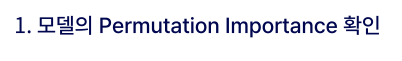 1. 모델의 Permutation Importance 확인